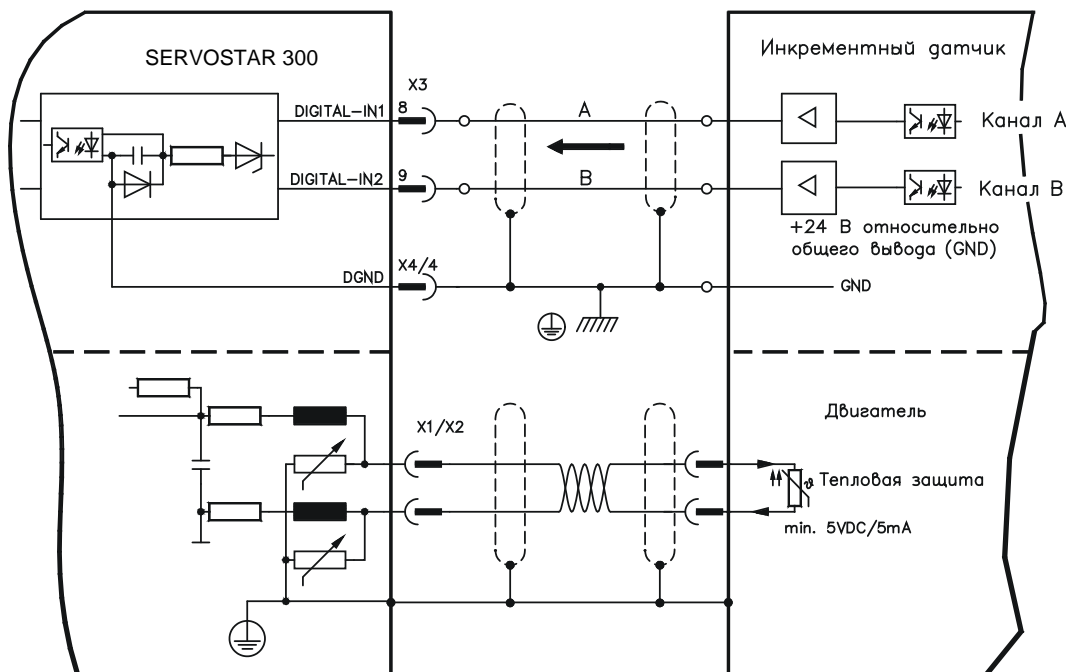 SERVOSTAR 300
Инкрементный датчик
X3
DIGITAL-IN1
8
A
Канал A
DIGITAL-IN2
9
B
Канал B
+24 В относительно
общего вывода (GND)
DGND
X4/4
GND
Двигатель
X1/X2
ϑ
Тепловая защита
min. 5VDC/5mA